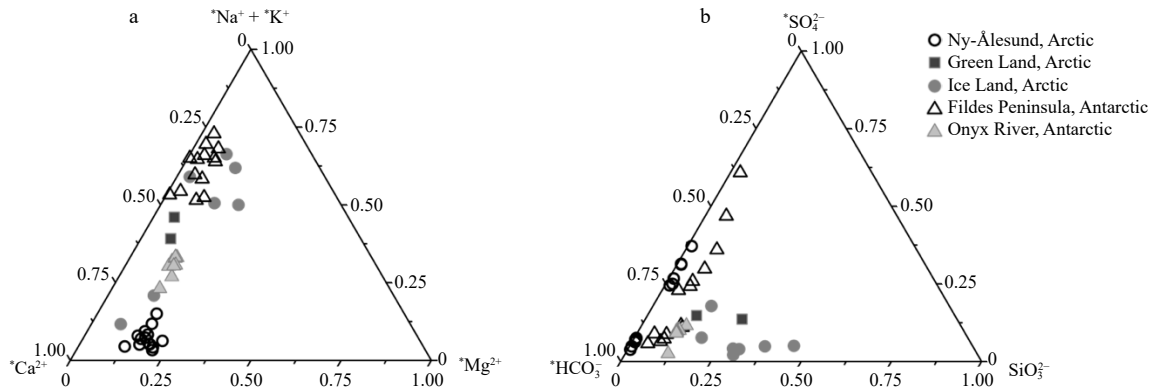 a
*Na⁺ + *K⁺
0
1.00
0.25
0.75
0.50
0.50
0.75
0.25
1.00
0
*Ca²⁺
*Mg²⁺
0
0.25
0.50
0.75
1.00
b
*SO₄²⁻
0
1.00
0.25
0.75
0.50
0.50
0.75
0.25
1.00
0
*HCO₃⁻
SiO₃²⁻
0
0.25
0.50
0.75
1.00
Ny-Ålesund, Arctic
Green Land, Arctic
Ice Land, Arctic
Fildes Peninsula, Antarctic
Onyx River, Antarctic